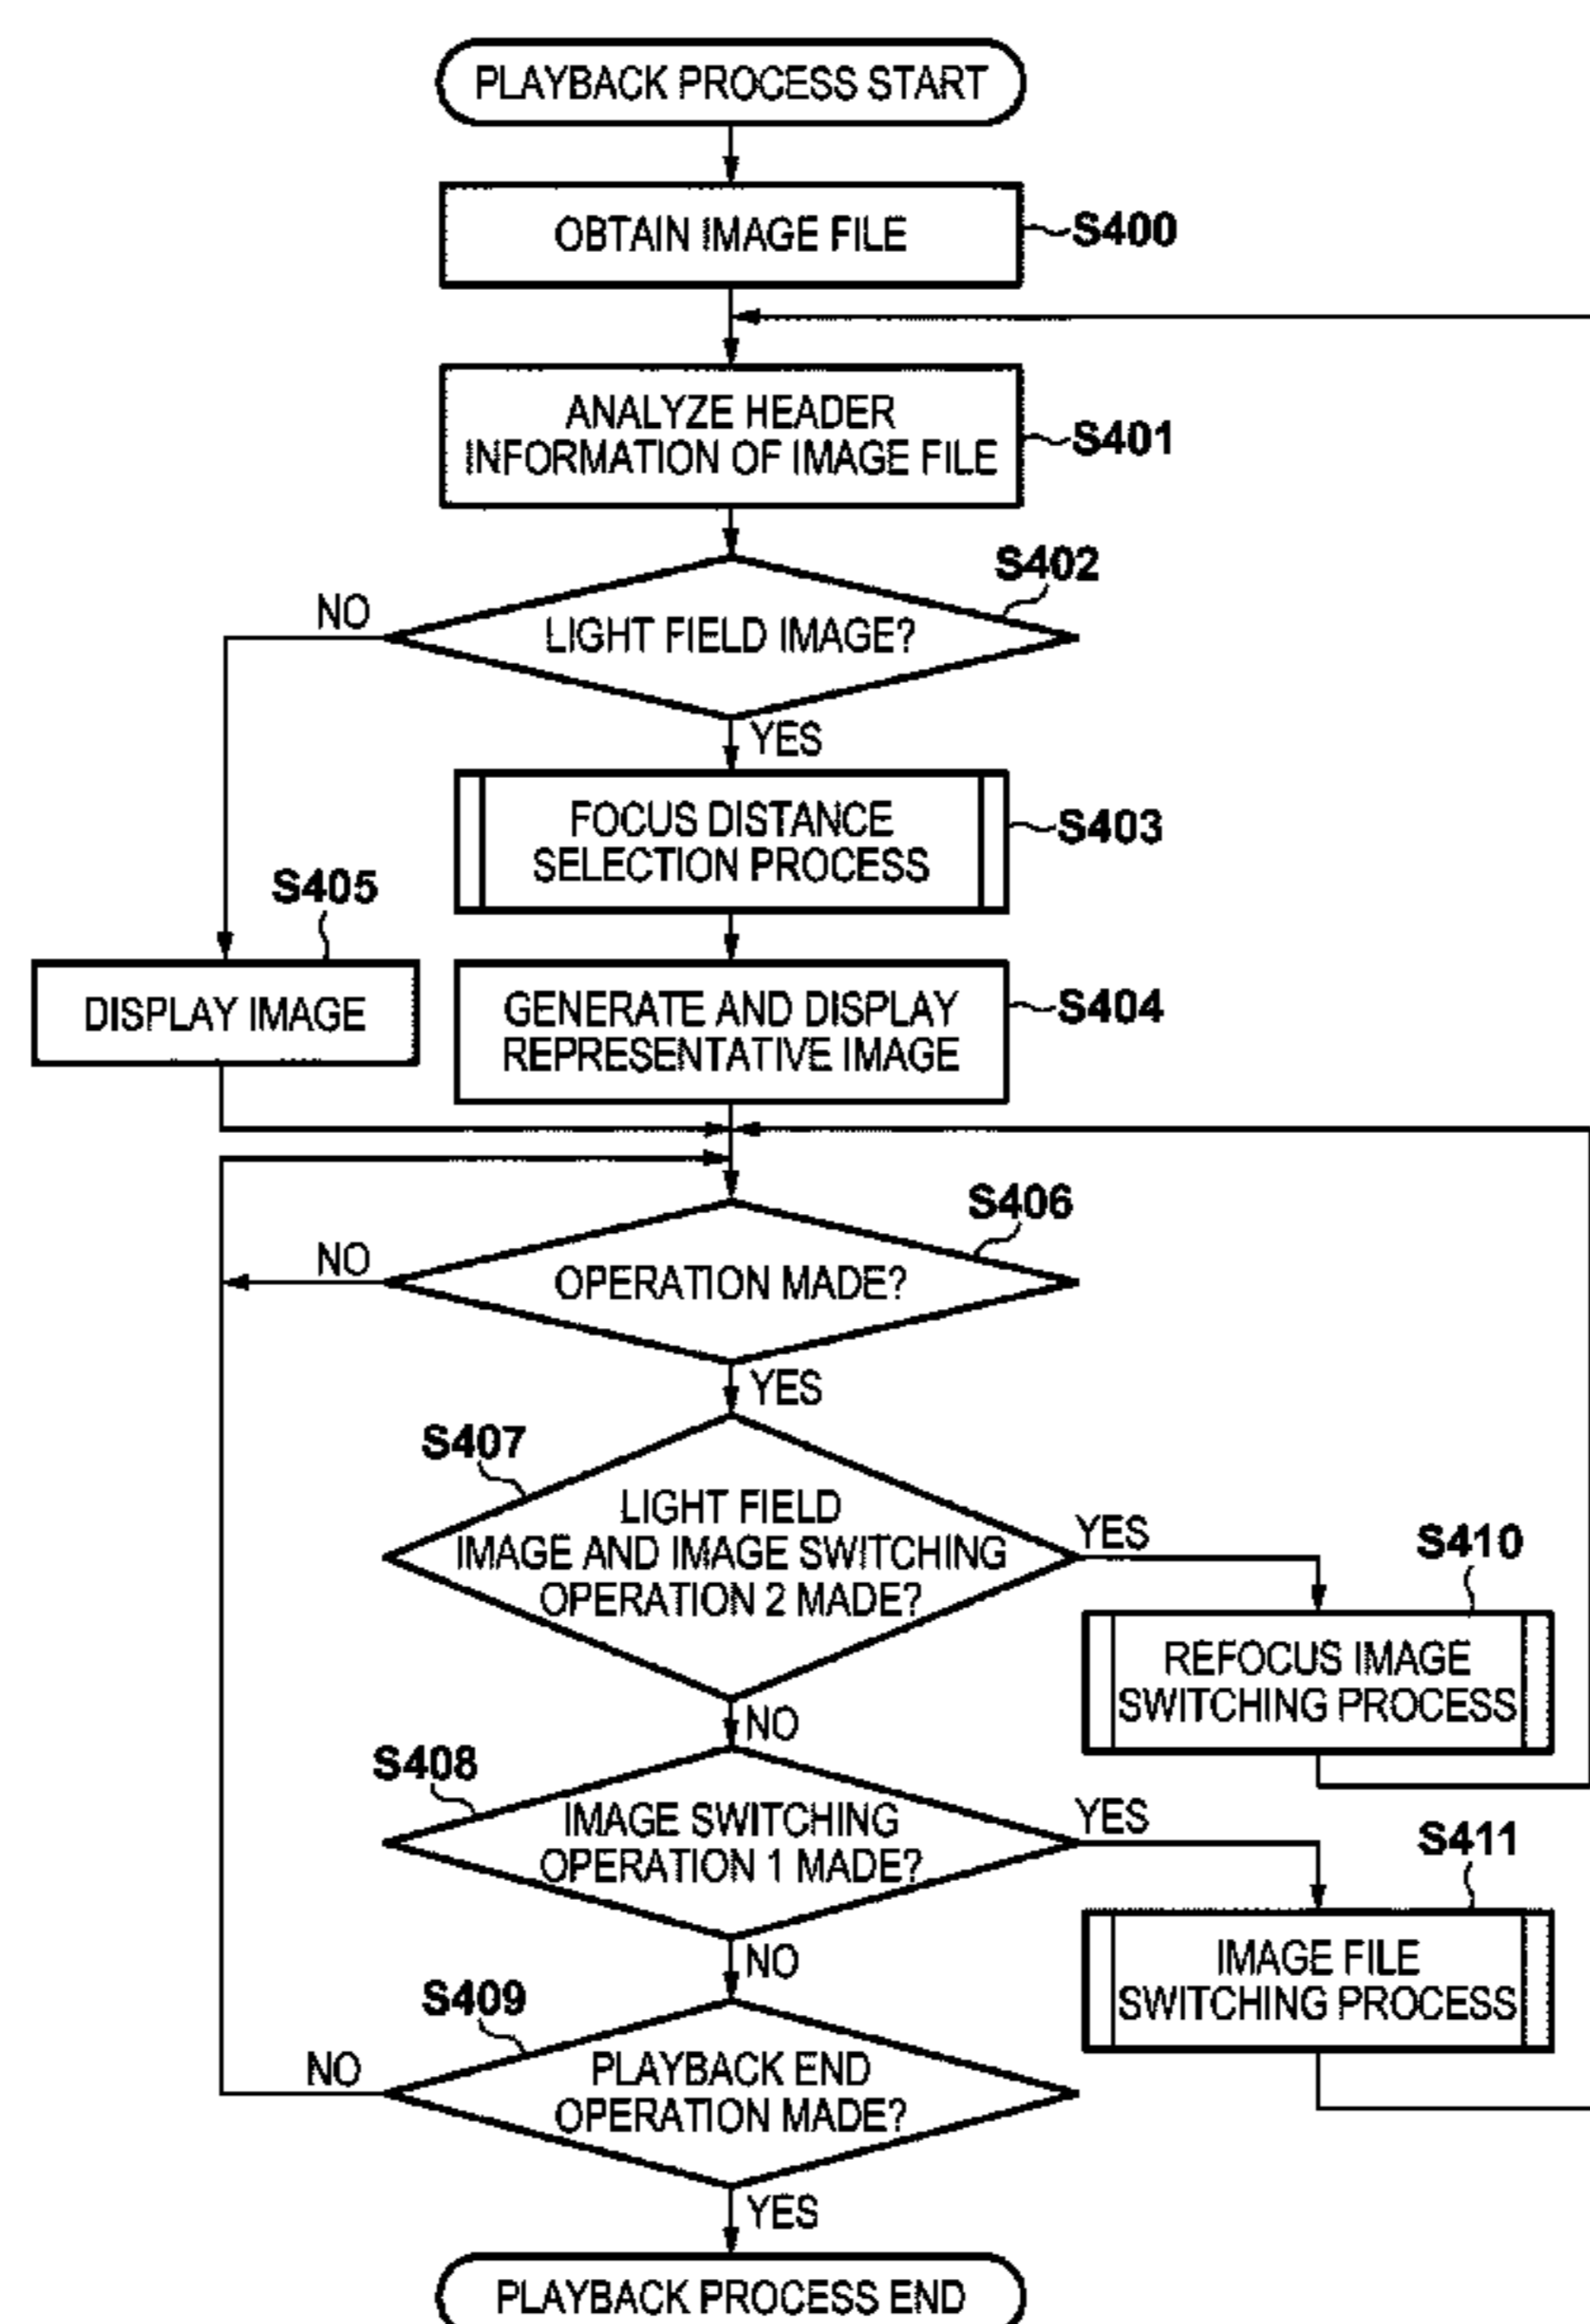 PLAYBACK PROCESS START
OBTAIN IMAGE FILE
S400
ANALYZE HEADER
INFORMATION OF IMAGE FILE
S401
S402
NO
LIGHT FIELD IMAGE?
YES
FOCUS DISTANCE
SELECTION PROCESS
S403
S405
DISPLAY IMAGE
GENERATE AND DISPLAY
REPRESENTATIVE IMAGE
S404
S406
NO
OPERATION MADE?
YES
S407
LIGHT FIELD
IMAGE AND IMAGE SWITCHING
OPERATION 2 MADE?
YES
S410
REFOCUS IMAGE
SWITCHING PROCESS
NO
S408
IMAGE SWITCHING
OPERATION 1 MADE?
YES
S411
IMAGE FILE
SWITCHING PROCESS
NO
S409
NO
PLAYBACK END
OPERATION MADE?
YES
PLAYBACK PROCESS END